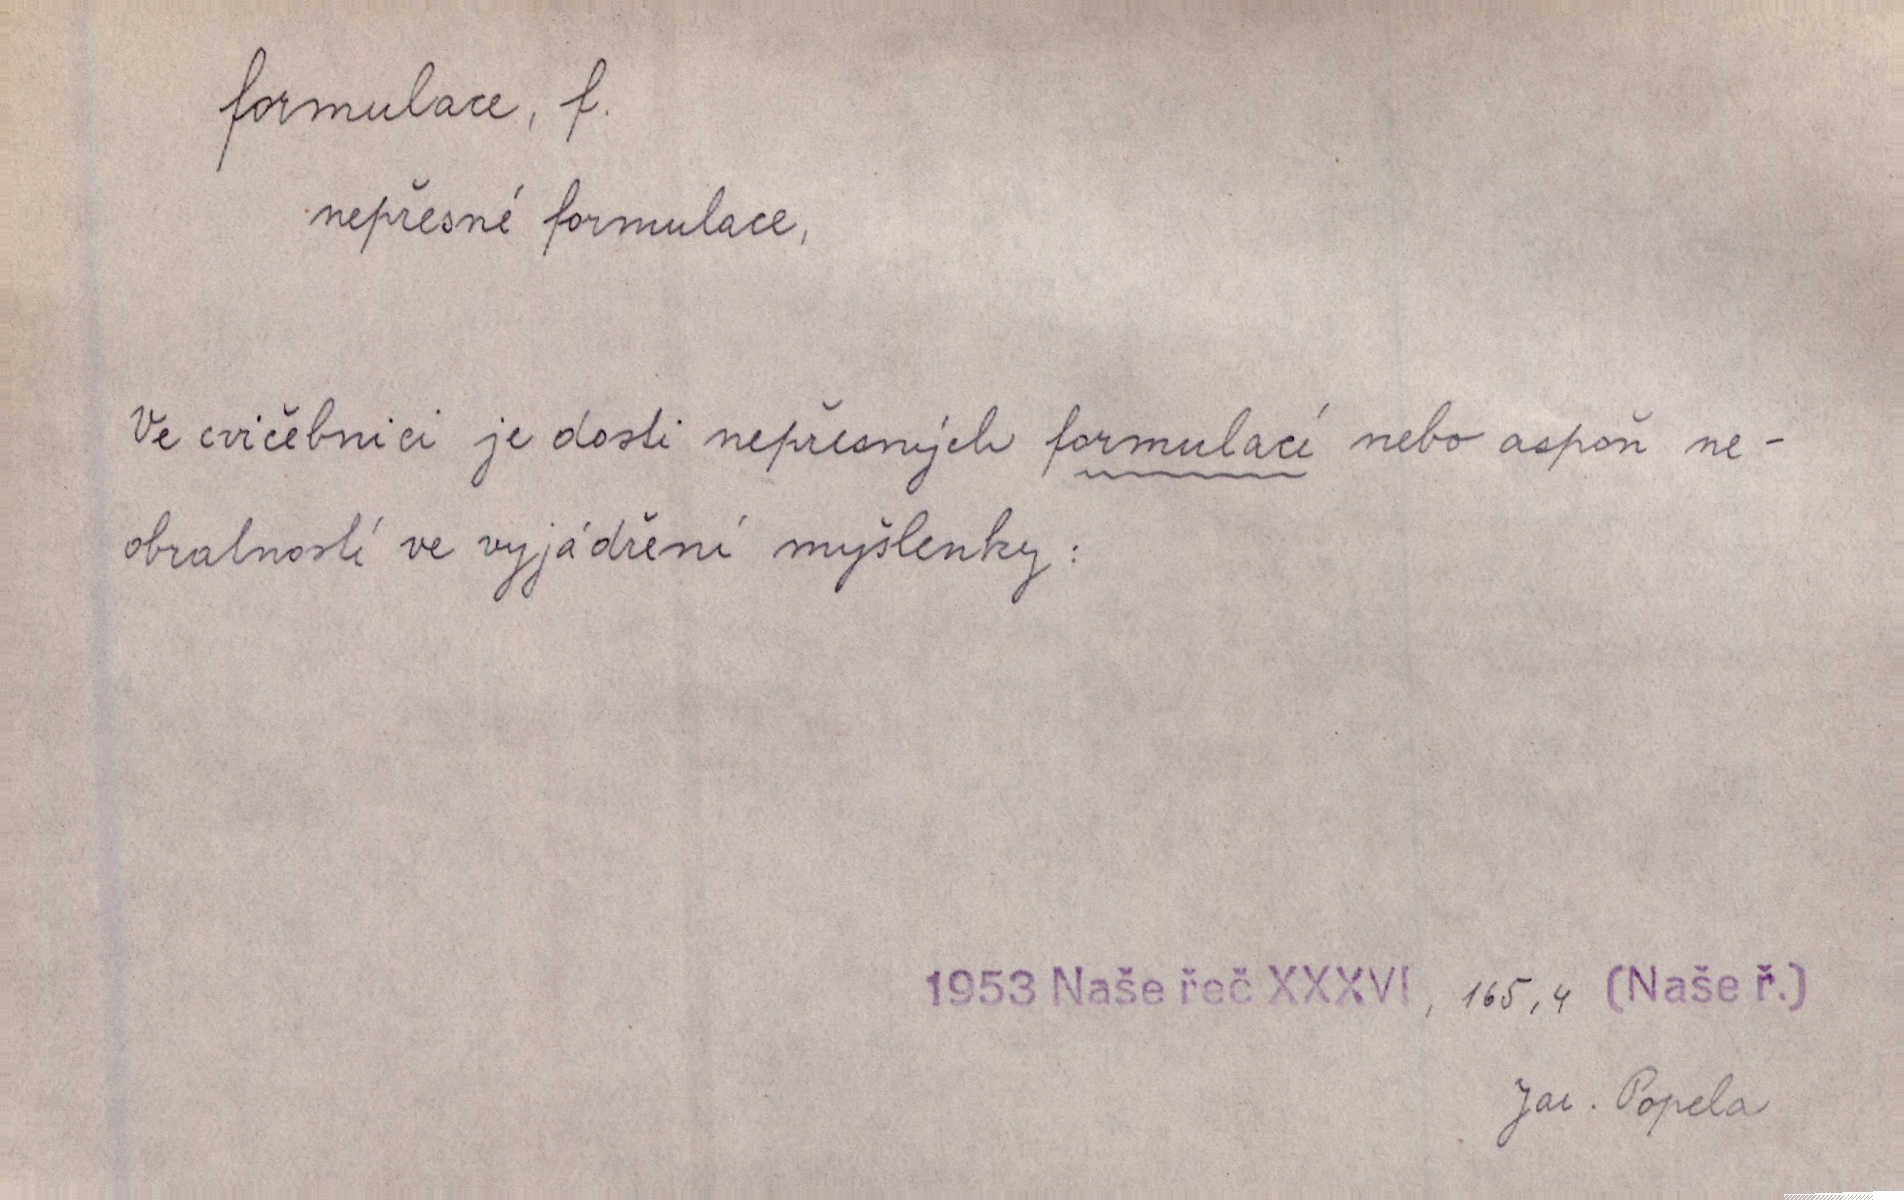 formulace, f.
nepřesné formulace,
Ve cvičebnici je dosti nepřesných formulací nebo aspoň ne-
obratností ve vyjádření myšlenky:
1953 Naše řeč XXXVI, 165,4 (Naše ř.)
Jar. Popela